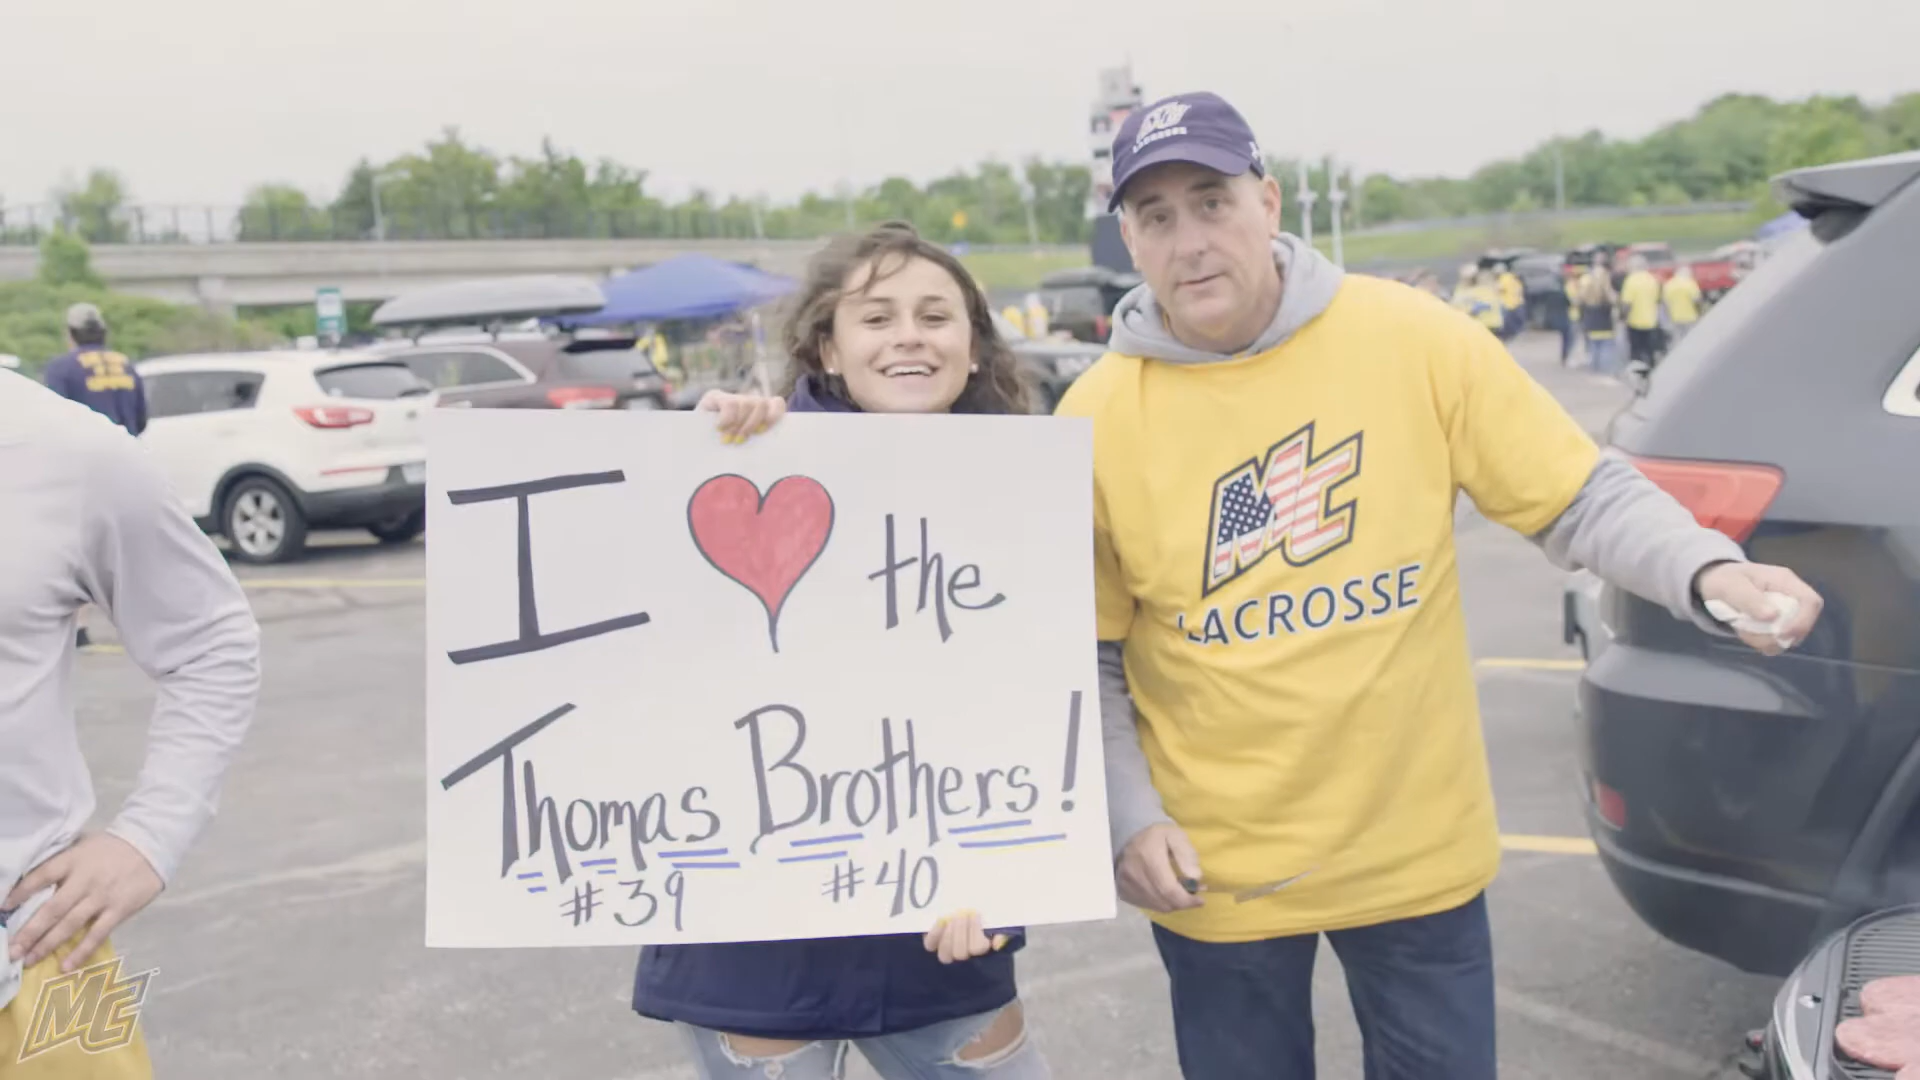 I ❤ the
Thomas Brothers!
#39 #40
MC
LACROSSE
LACROSSE
MC